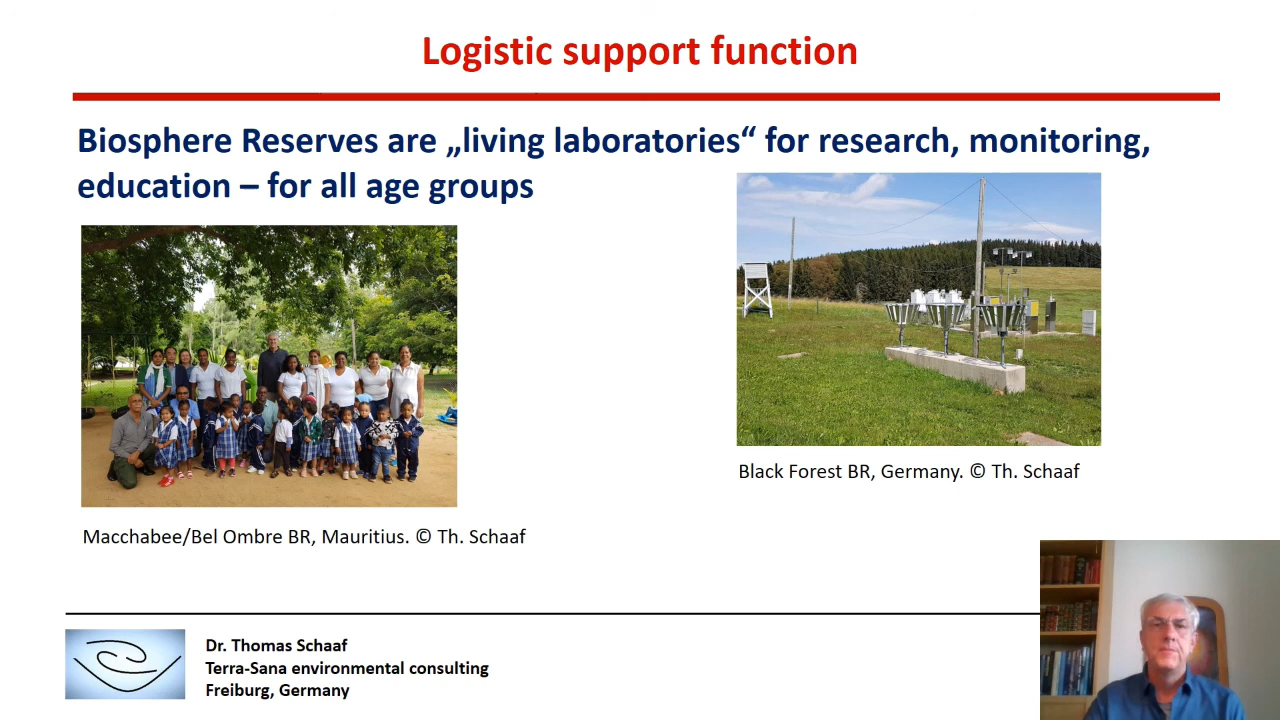 Logistic support function
Biosphere Reserves are „living laboratories“ for research, monitoring,
education – for all age groups
Black Forest BR, Germany. © Th. Schaaf
Macchabee/Bel Ombre BR, Mauritius. © Th. Schaaf
Dr. Thomas Schaaf
Terra-Sana environmental consulting
Freiburg, Germany